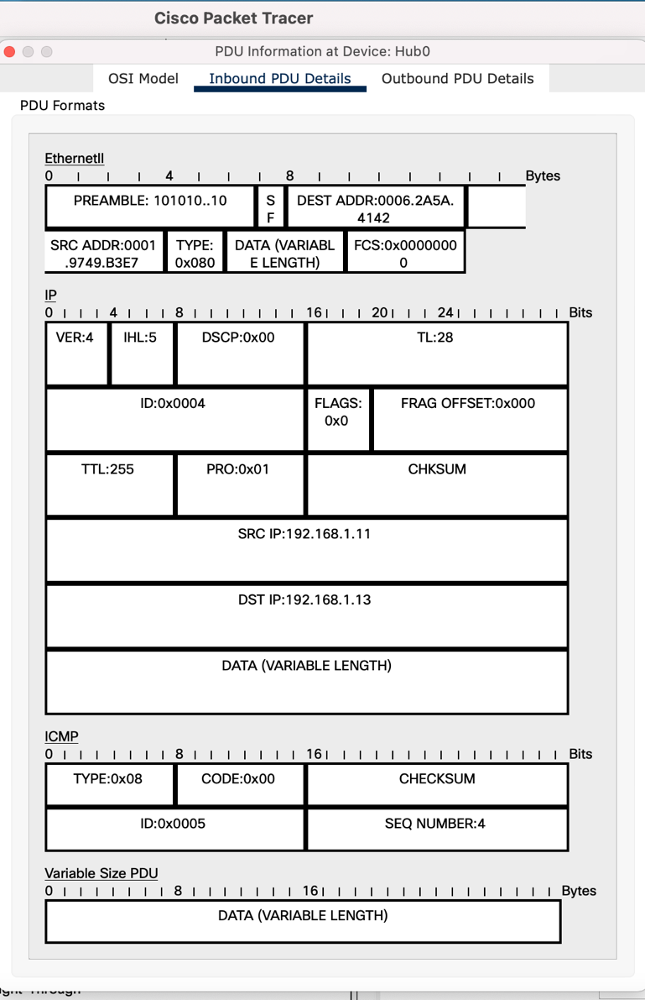 Cisco Packet Tracer
PDU Information at Device: Hub0
OSI Model Inbound PDU Details Outbound PDU Details
PDU Formats
EthernetII
0 4 8 Bytes
PREAMBLE: 101010..10
S
F
DEST ADDR:0006.2A5A.
4142
SRC ADDR:0001
.9749.B3E7
TYPE:
0x080
DATA (VARIABL
E LENGTH)
FCS:0x0000000
0
IP
0 4 8 16 20 24 Bits
VER:4 IHL:5 DSCP:0x00 TL:28
ID:0x0004
FLAGS:
0x0
FRAG OFFSET:0x000
TTL:255 PRO:0x01 CHKSUM
SRC IP:192.168.1.11
DST IP:192.168.1.13
DATA (VARIABLE LENGTH)
ICMP
0 8 16 Bits
TYPE:0x08 CODE:0x00 CHECKSUM
ID:0x0005 SEQ NUMBER:4
Variable Size PDU
0 8 16 Bytes
DATA (VARIABLE LENGTH)